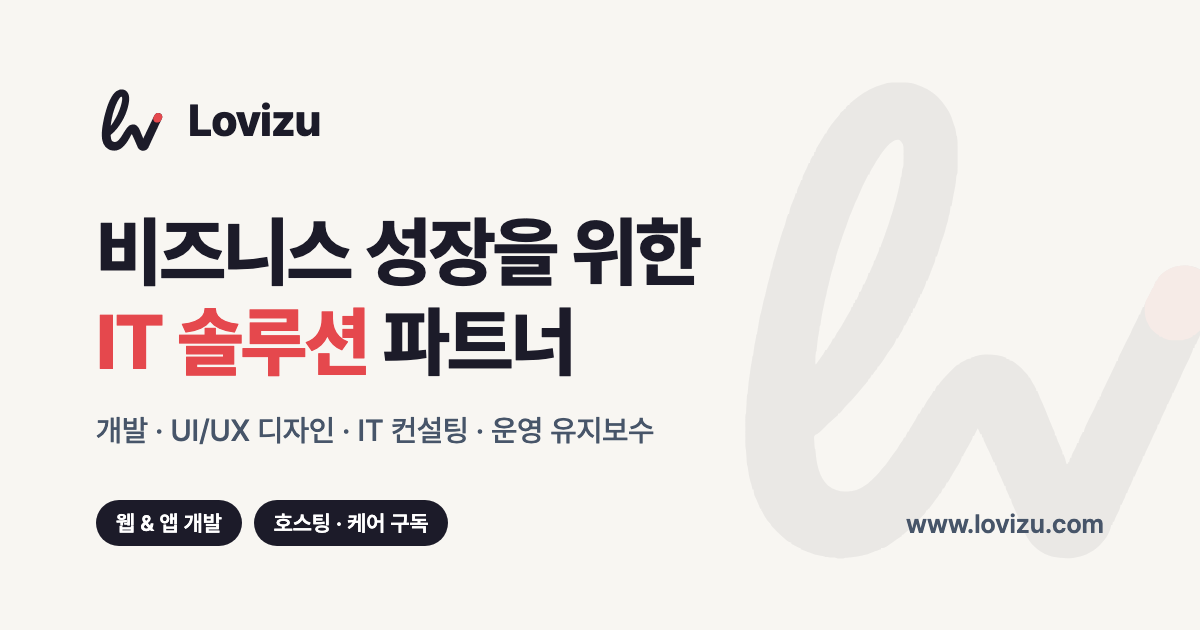 Lovizu
비즈니스 성장을 위한
IT 솔루션 파트너
개발 · UI/UX 디자인 · IT 컨설팅 · 운영 유지보수
웹 & 앱 개발
호스팅 · 케어 구독
www.lovizu.com